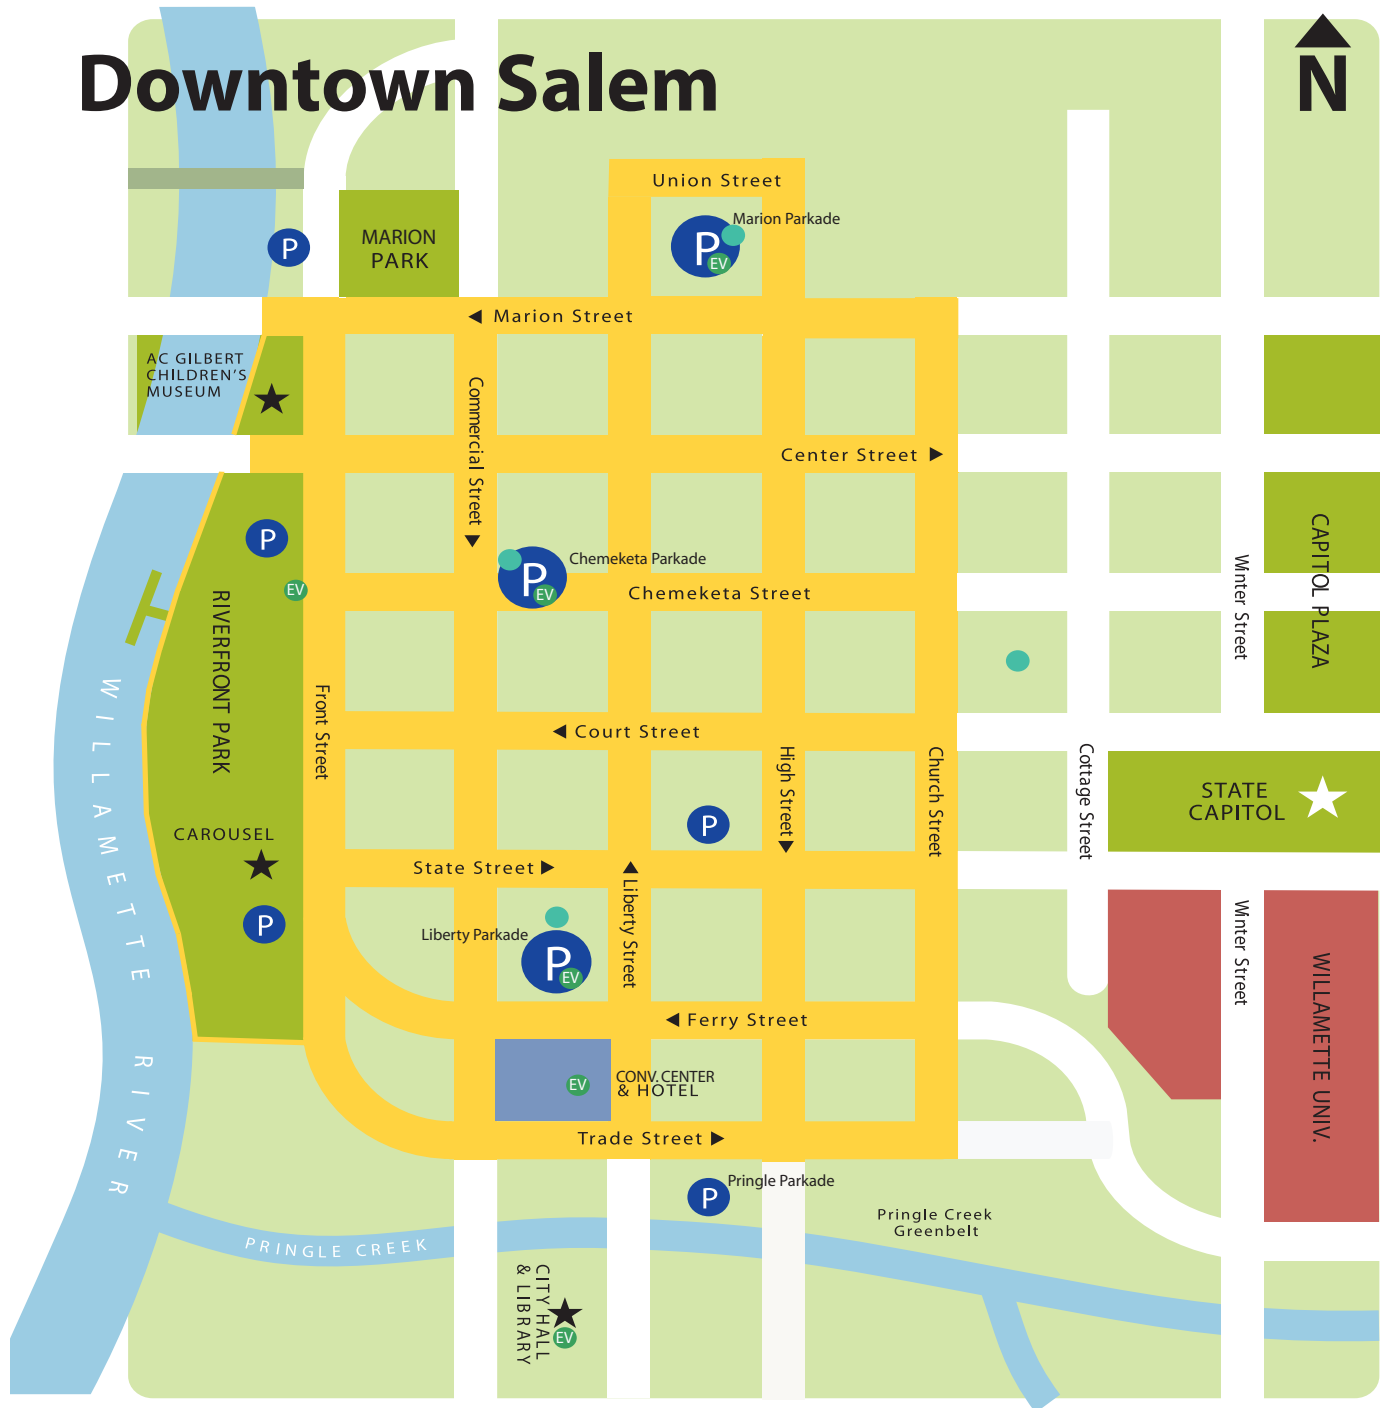 Downtown Salem
N
Union Street
Marion Parkade
P
EV
P
MARION
PARK
Marion Street
AC GILBERT
CHILDREN'S
MUSEUM
Commercial Street
Center Street
P
Chemeketa Parkade
P
EV
EV
Chemeketa Street
CAPITOL PLAZA
Winter Street
RIVERFRONT PARK
WILLAMETTE RIVER
Front Street
Court Street
High Street
Church Street
Cottage Street
STATE
CAPITOL
P
CAROUSEL
State Street
Liberty Street
P
Liberty Parkade
P
EV
Winter Street
WILLAMETTE UNIV.
Ferry Street
CONV. CENTER
& HOTEL
EV
Trade Street
P
Pringle Parkade
Pringle Creek
Greenbelt
PRINGLE CREEK
CITY HALL
& LIBRARY
EV